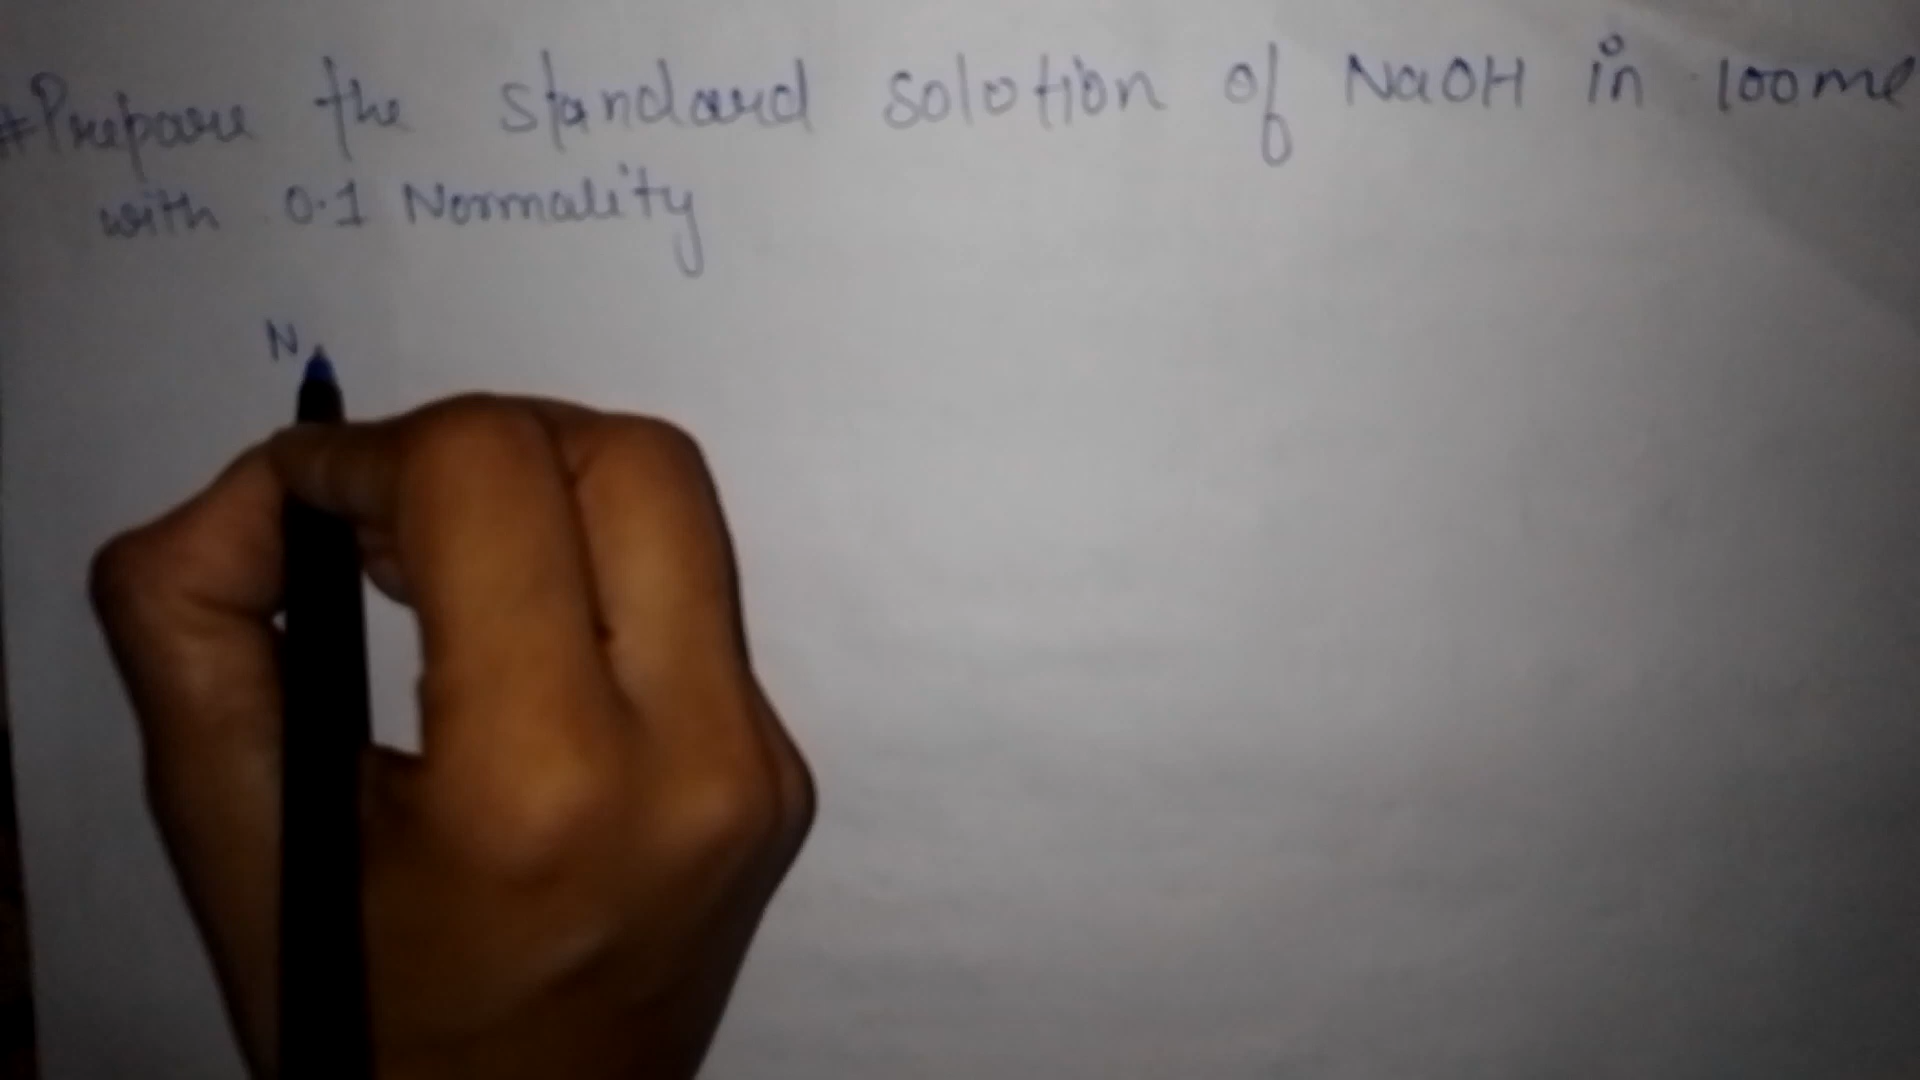 #Prepare the standard solotion of NaOH in 100ml
with 0.1 Normality
N